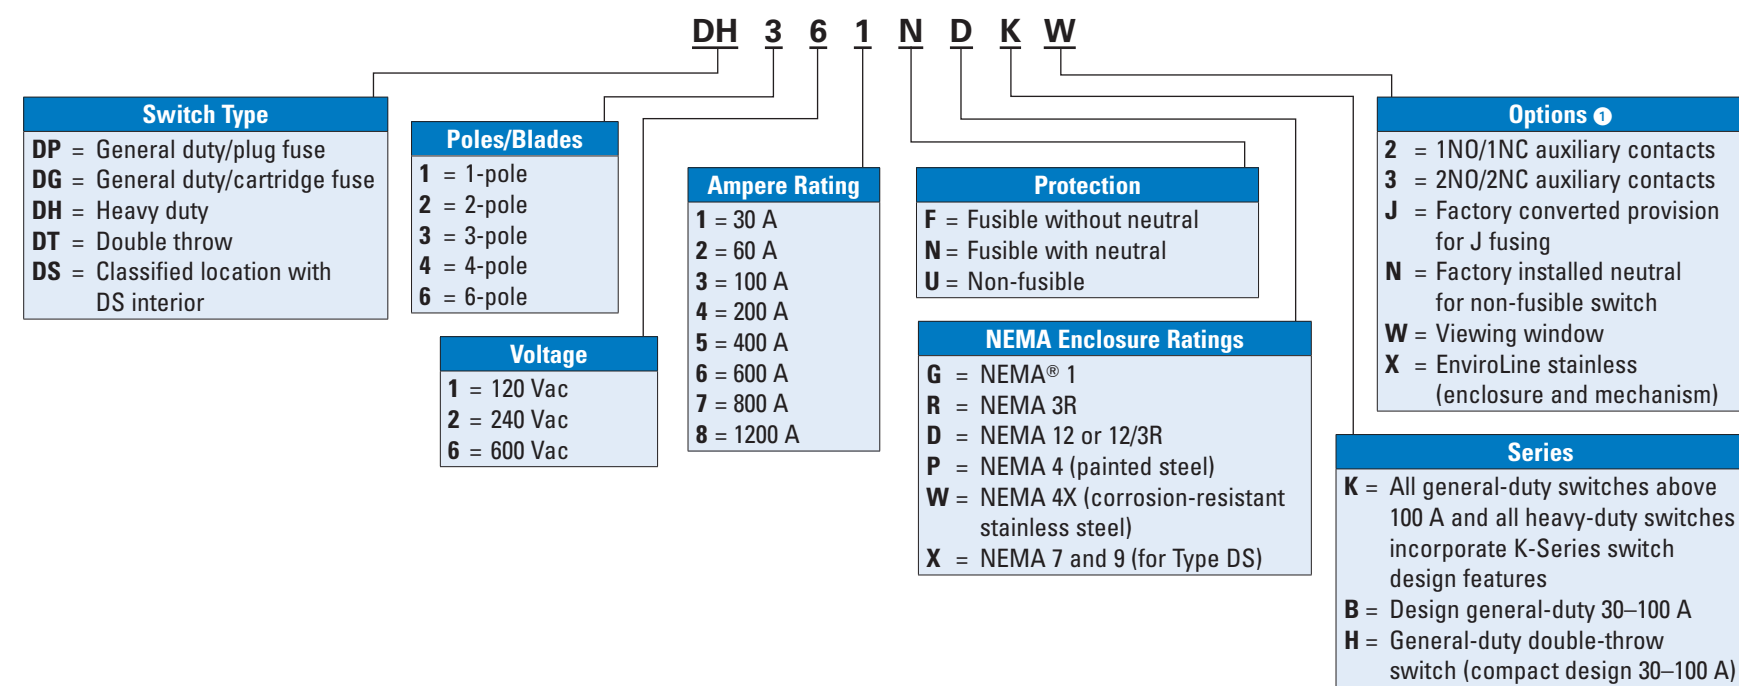 DH 3 6 1 N D K W
Switch Type
DP = General duty/plug fuse
DG = General duty/cartridge fuse
DH = Heavy duty
DT = Double throw
DS = Classified location with
DS interior
Poles/Blades
1 = 1-pole
2 = 2-pole
3 = 3-pole
4 = 4-pole
6 = 6-pole
Voltage
1 = 120 Vac
2 = 240 Vac
6 = 600 Vac
Ampere Rating
1 = 30 A
2 = 60 A
3 = 100 A
4 = 200 A
5 = 400 A
6 = 600 A
7 = 800 A
8 = 1200 A
Protection
F = Fusible without neutral
N = Fusible with neutral
U = Non-fusible
NEMA Enclosure Ratings
G = NEMA® 1
R = NEMA 3R
D = NEMA 12 or 12/3R
P = NEMA 4 (painted steel)
W = NEMA 4X (corrosion-resistant
stainless steel)
X = NEMA 7 and 9 (for Type DS)
Options ❶
2 = 1NO/1NC auxiliary contacts
3 = 2NO/2NC auxiliary contacts
J = Factory converted provision
for J fusing
N = Factory installed neutral
for non-fusible switch
W = Viewing window
X = EnviroLine stainless
(enclosure and mechanism)
Series
K = All general-duty switches above
100 A and all heavy-duty switches
incorporate K-Series switch
design features
B = Design general-duty 30–100 A
H = General-duty double-throw
switch (compact design 30–100 A)